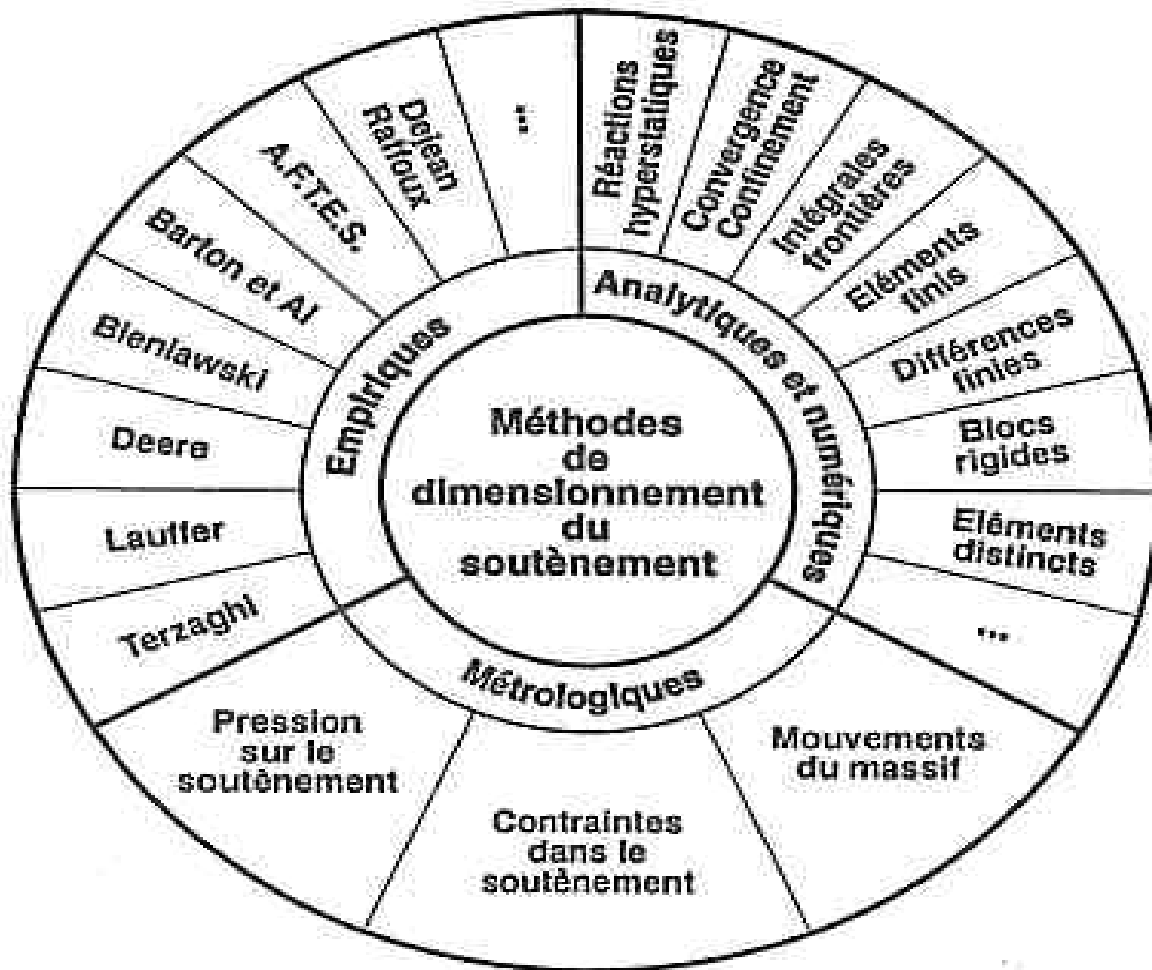 Méthodes
de
dimensionnement
du
soutènement
Empiriques
Terzaghi
Lauffer
Deere
Bieniawski
Barton et Al
A.F.T.E.S.
Dejean
Raffoux
...
Analytiques et numériques
Réactions
hyperstatiques
Convergence
Confinement
Intégrales
frontières
Eléments
finis
Différences
finies
Blocs
rigides
Eléments
distincts
...
Métrologiques
Pression
sur le
soutènement
Contraintes
dans le
soutènement
Mouvements
du massif